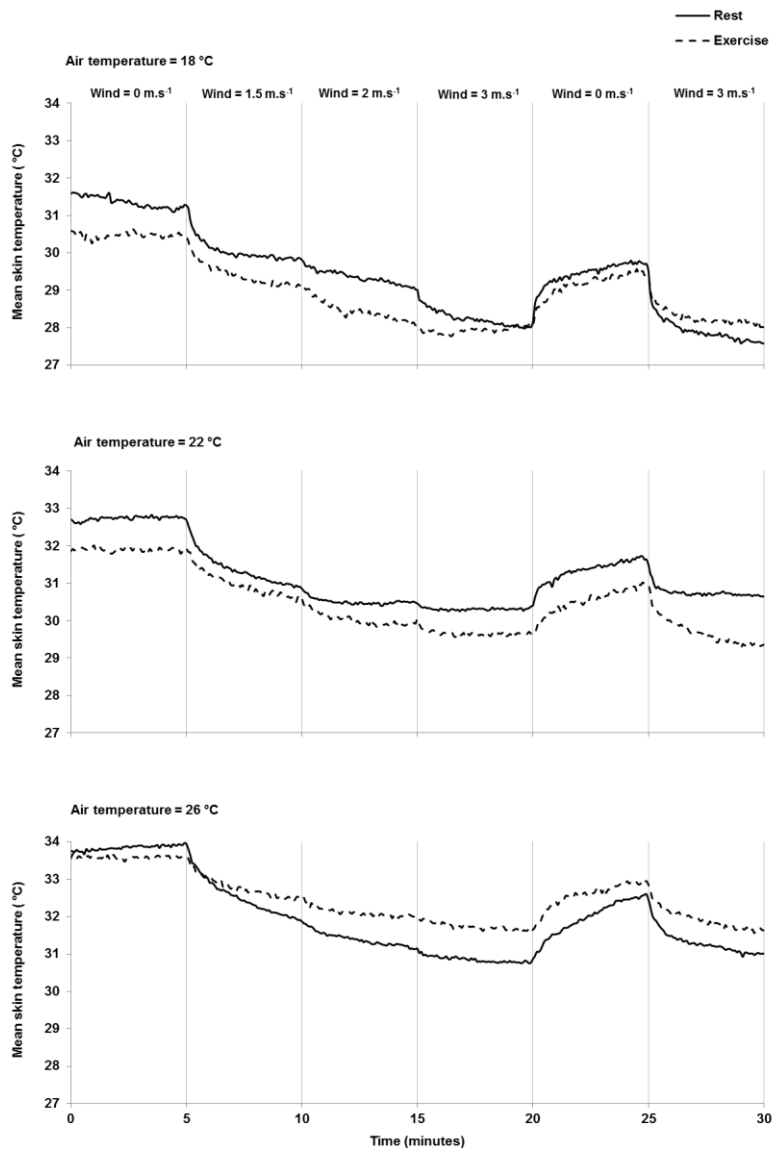 Rest
Exercise
Air temperature = 18 °C
Wind = 0 m.s⁻¹ Wind = 1.5 m.s⁻¹ Wind = 2 m.s⁻¹ Wind = 3 m.s⁻¹ Wind = 0 m.s⁻¹ Wind = 3 m.s⁻¹
34
33
32
31
30
29
28
27
Mean skin temperature ( °C)
Air temperature = 22 °C
34
33
32
31
30
29
28
27
Mean skin temperature ( °C)
Air temperature = 26 °C
34
33
32
31
30
29
28
27
Mean skin temperature ( °C)
0 5 10 15 20 25 30
Time (minutes)